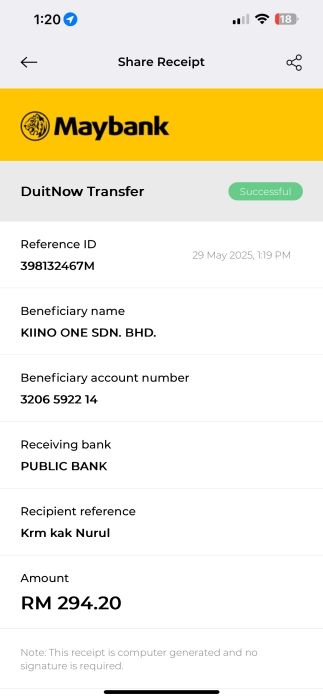 1:20
18
Share Receipt
Maybank
DuitNow Transfer
Successful
Reference ID
398132467M
29 May 2025, 1:19 PM
Beneficiary name
KIINO ONE SDN. BHD.
Beneficiary account number
3206 5922 14
Receiving bank
PUBLIC BANK
Recipient reference
Krm kak Nurul
Amount
RM 294.20
Note: This receipt is computer generated and no
signature is required.